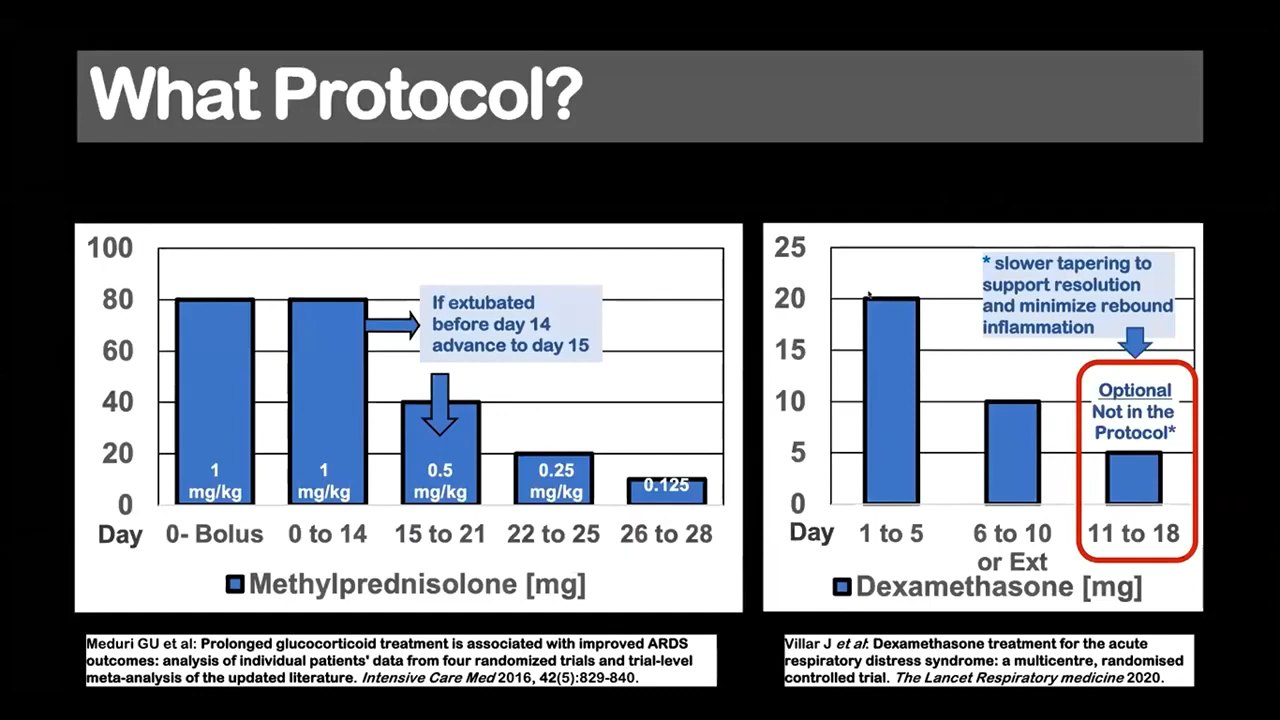 What Protocol?
100
80
60
40
20
0
If extubated
before day 14
advance to day 15
1
mg/kg
1
mg/kg
0.5
mg/kg
0.25
mg/kg
0.125
Day 0- Bolus 0 to 14 15 to 21 22 to 25 26 to 28
Methylprednisolone [mg]
25
20
15
10
5
0
* slower tapering to
support resolution
and minimize rebound
inflammation
Optional
Not in the
Protocol*
Day 1 to 5 6 to 10 11 to 18
or Ext
Dexamethasone [mg]
Meduri GU et al: Prolonged glucocorticoid treatment is associated with improved ARDS
outcomes: analysis of individual patients' data from four randomized trials and trial-level
meta-analysis of the updated literature. Intensive Care Med 2016, 42(5):829-840.
Villar J et al: Dexamethasone treatment for the acute
respiratory distress syndrome: a multicentre, randomised
controlled trial. The Lancet Respiratory medicine 2020.